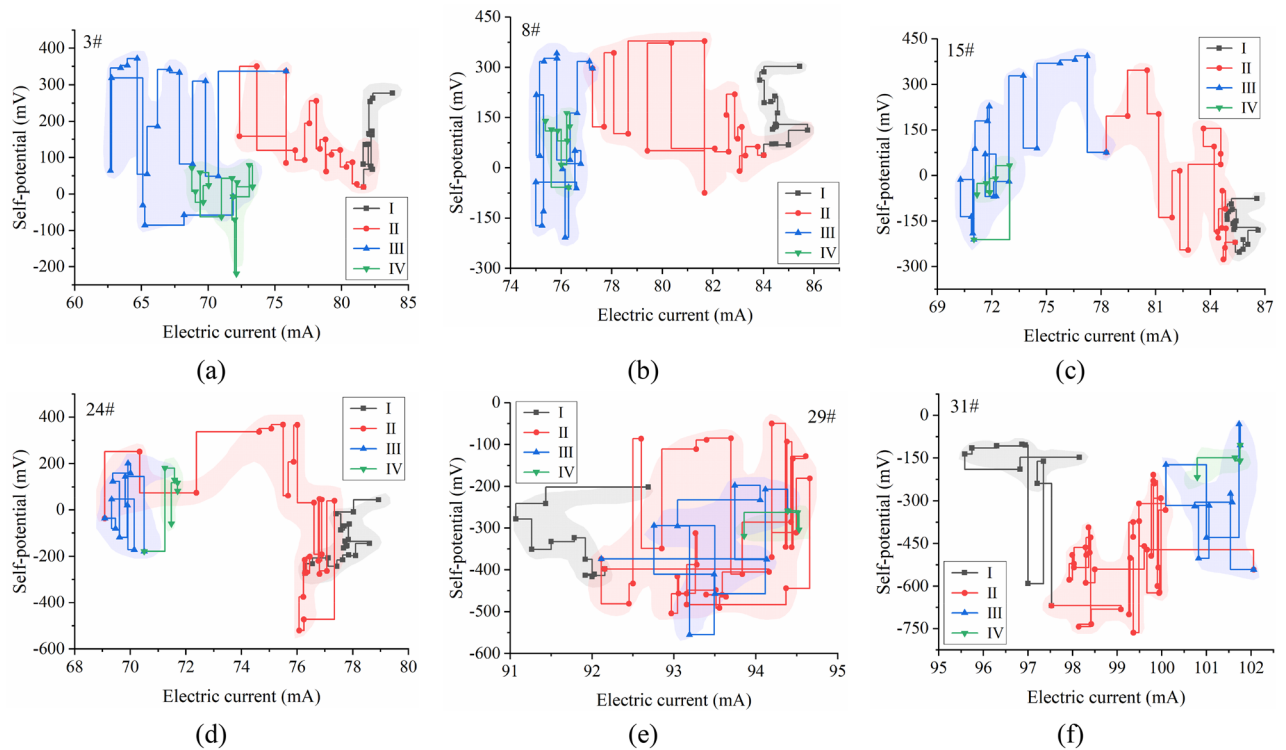 3#
400
300
200
100
0
-100
-200
Self-potential (mV)
60
65
70
75
80
85
Electric current (mA)
I
II
III
IV
(a)
8#
450
300
150
0
-150
-300
Self-potential (mV)
74
76
78
80
82
84
86
Electric current (mA)
I
II
III
IV
(b)
15#
450
300
150
0
-150
-300
Self-potential (mV)
69
72
75
78
81
84
87
Electric current (mA)
I
II
III
IV
(c)
24#
400
200
0
-200
-400
-600
Self-potential (mV)
68
70
72
74
76
78
80
Electric current (mA)
I
II
III
IV
(d)
29#
0
-100
-200
-300
-400
-500
-600
Self-potential (mV)
91
92
93
94
95
Electric current (mA)
I
II
III
IV
(e)
31#
0
-150
-300
-450
-600
-750
Self-potential (mV)
95
96
97
98
99
100
101
102
Electric current (mA)
I
II
III
IV
(f)